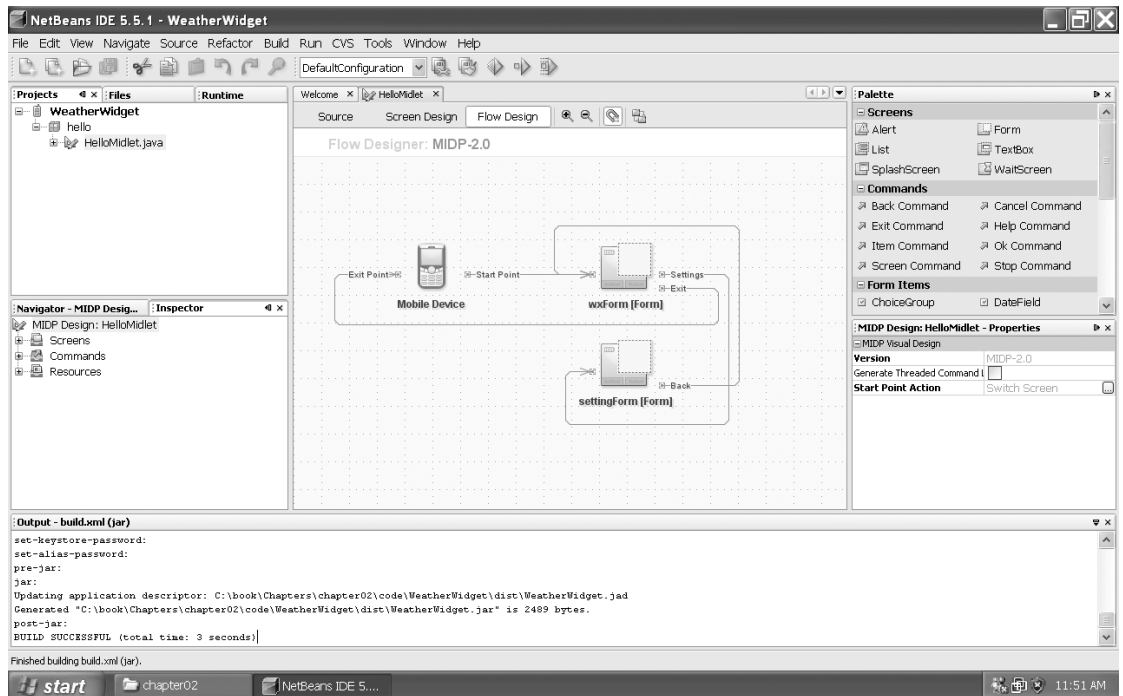 NetBeans IDE 5.5.1 - WeatherWidget
File Edit View Navigate Source Refactor Build Run CVS Tools Window Help
DefaultConfiguration
Projects Files Runtime
WeatherWidget
hello
HelloMidlet.java
Welcome HelloMidlet
Source Screen Design Flow Design
Flow Designer: MIDP-2.0
Exit Point
Start Point
Mobile Device
Settings
Exit
wxForm [Form]
Back
settingForm [Form]
Palette
Screens
Alert Form
List TextBox
SplashScreen WaitScreen
Commands
Back Command Cancel Command
Exit Command Help Command
Item Command Ok Command
Screen Command Stop Command
Form Items
ChoiceGroup DateField
Navigator - MIDP Desig... Inspector
MIDP Design: HelloMidlet
Screens
Commands
Resources
MIDP Design: HelloMidlet - Properties
MIDP Visual Design
Version MIDP-2.0
Generate Threaded Command L
Start Point Action Switch Screen
Output - build.xml (jar)
set-keystore-password:
set-alias-password:
pre-jar:
jar:
Updating application descriptor: C:\book\Chapters\chapter02\code\WeatherWidget\dist\WeatherWidget.jad
Generated "C:\book\Chapters\chapter02\code\WeatherWidget\dist\WeatherWidget.jar" is 2489 bytes.
post-jar:
BUILD SUCCESSFUL (total time: 3 seconds)
Finished building build.xml (jar).
start chapter02 NetBeans IDE 5.... 11:51 AM